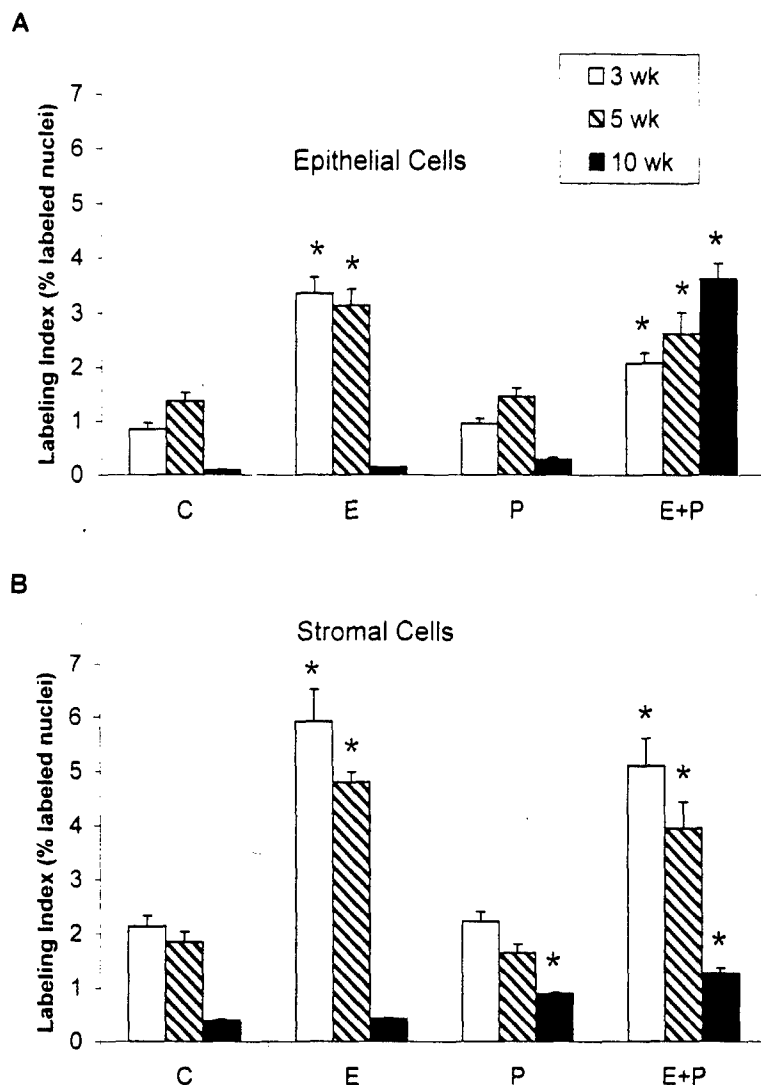 A
3 wk
5 wk
10 wk
Epithelial Cells
Labeling Index (% labeled nuclei)
7
6
5
4
3
2
1
0
* * * * *
C E P E+P
B
Stromal Cells
Labeling Index (% labeled nuclei)
7
6
5
4
3
2
1
0
* * * * * *
C E P E+P